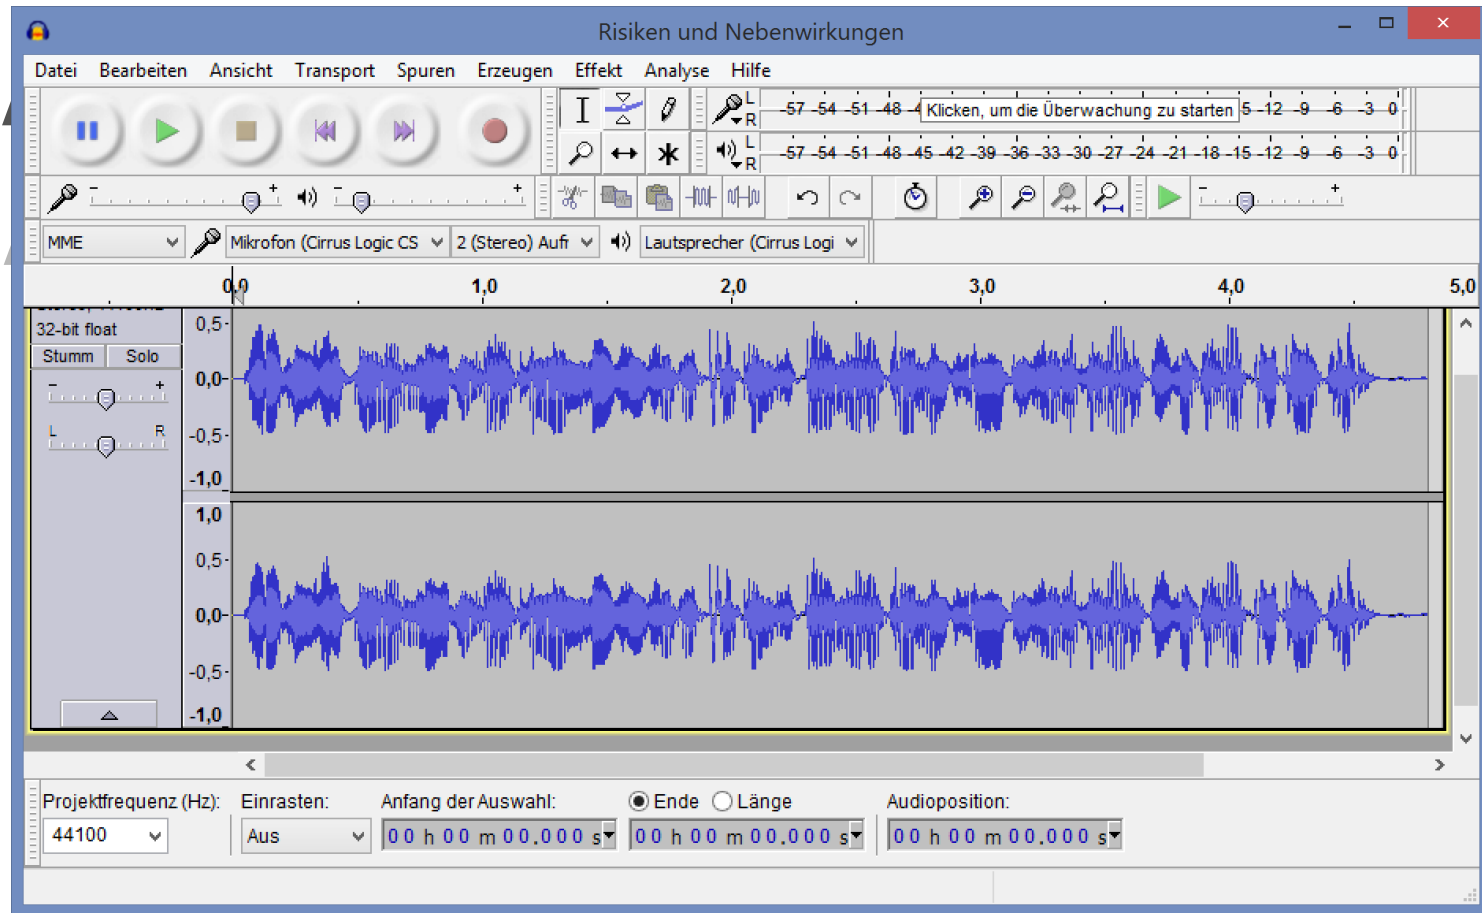 Risiken und Nebenwirkungen
Datei Bearbeiten Ansicht Transport Spuren Erzeugen Effekt Analyse Hilfe
L
R
-57 -54 -51 -48 -4 Klicken, um die Überwachung zu starten 5 -12 -9 -6 -3 0
L
R
-57 -54 -51 -48 -45 -42 -39 -36 -33 -30 -27 -24 -21 -18 -15 -12 -9 -6 -3 0
- + - + - +
MME Mikrofon (Cirrus Logic CS 2 (Stereo) Aufr Lautsprecher (Cirrus Logi
0,0 1,0 2,0 3,0 4,0 5,0
32-bit float
Stumm Solo
- +
L R
0,5
0,0
-0,5
-1,0
1,0
0,5
0,0
-0,5
-1,0
Projektfrequenz (Hz): Einrasten: Anfang der Auswahl: Ende Länge Audioposition:
44100 Aus 00 h 00 m 00.000 s 00 h 00 m 00.000 s 00 h 00 m 00.000 s